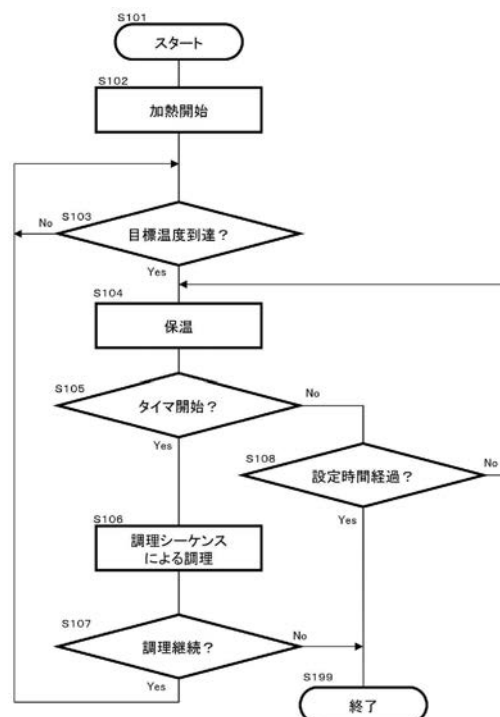 S101
スタート
S102
加熱開始
S103
No
目標温度到達？
Yes
S104
保温
S105
タイマ開始？
No
Yes
S108
設定時間経過？
No
Yes
S106
調理シーケンス
による調理
S107
調理継続？
No
Yes
S199
終了